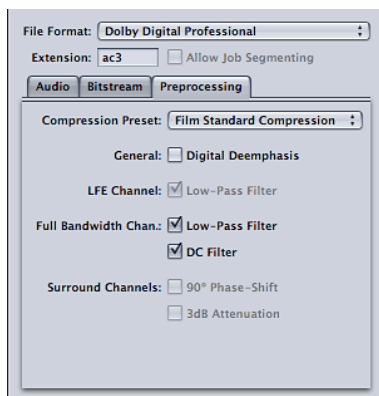 File Format: Dolby Digital Professional
Extension: ac3 Allow Job Segmenting
Audio Bitstream Preprocessing
Compression Preset: Film Standard Compression
General: Digital Deemphasis
LFE Channel: Low-Pass Filter
Full Bandwidth Chan.: Low-Pass Filter
DC Filter
Surround Channels: 90° Phase-Shift
3dB Attenuation